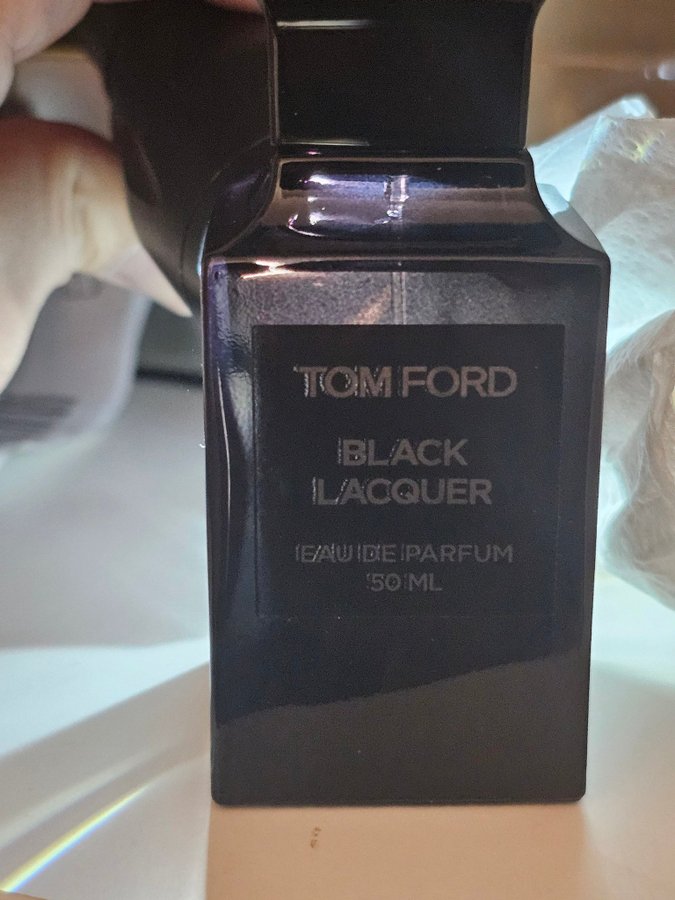 TOM FORD
BLACK
LACQUER
EAU DE PARFUM
50 ML